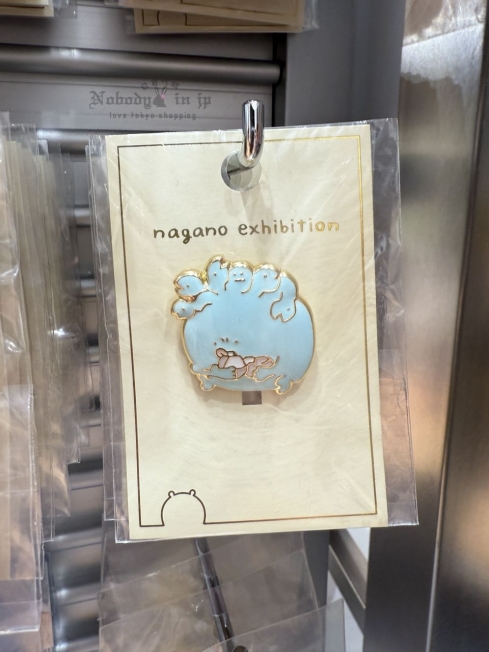 Nobody in jp
love tokyo shopping
nagano exhibition